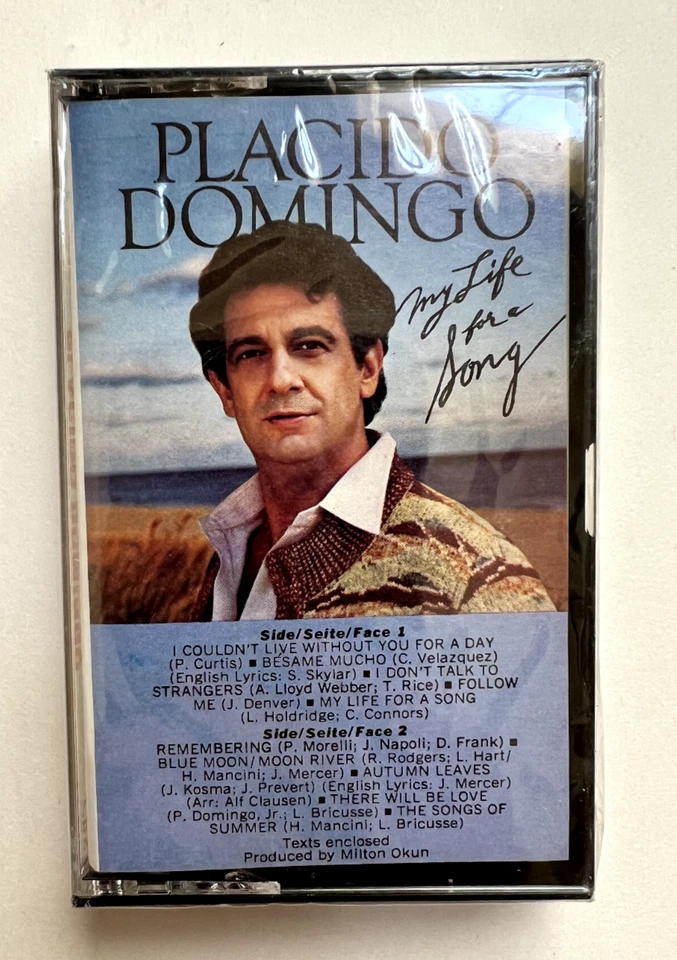 PLACIDO
DOMINGO
My Life
for a
Song
Side/Seite/Face 1
I COULDN'T LIVE WITHOUT YOU FOR A DAY
(P. Curtis) ■ BESAME MUCHO (C. Velazquez)
(English Lyrics: S. Skylar) ■ I DON'T TALK TO
STRANGERS (A. Lloyd Webber; T. Rice) ■ FOLLOW
ME (J. Denver) ■ MY LIFE FOR A SONG
(L. Holdridge; C. Connors)
Side/Seite/Face 2
REMEMBERING (P. Morelli; J. Napoli; D. Frank) ■
BLUE MOON/MOON RIVER (R. Rodgers; L. Hart/
H. Mancini; J. Mercer) ■ AUTUMN LEAVES
(J. Kosma; J. Prevert) (English Lyrics: J. Mercer)
(Arr: Alf Clausen) ■ THERE WILL BE LOVE
(P. Domingo, Jr.; L. Bricusse) ■ THE SONGS OF
SUMMER (H. Mancini; L. Bricusse)
Texts enclosed
Produced by Milton Okun